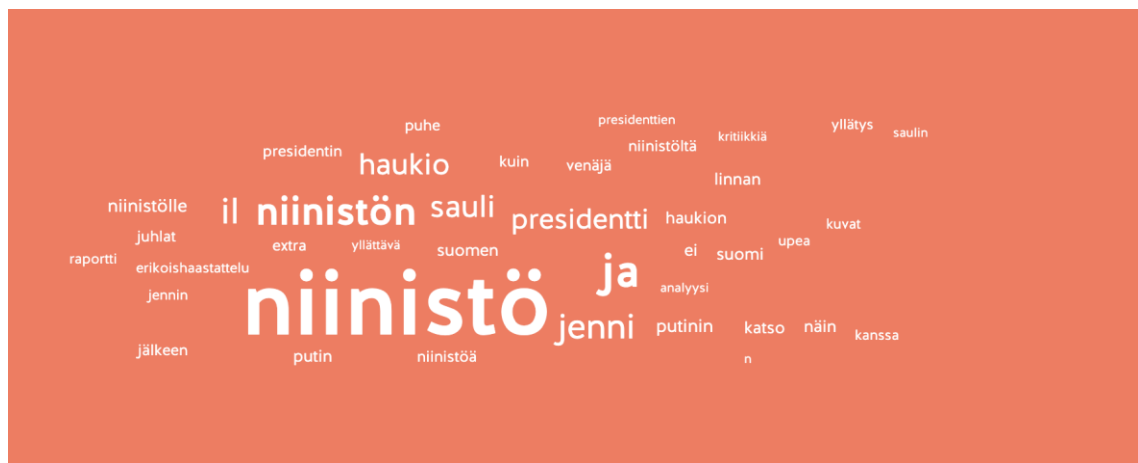 puhe presidenttien yllätys
kritiikkiä saulin
presidentin haukio kuin venäjä niinistöltä
linnan
niinistölle il niinistön sauli presidentti haukion kuvat
juhlat extra yllättävä suomen ei suomi upea
raportti erikoishaastattelu
jennin niinistö ja analyysi
jenni putinin katso näin kanssa
jälkeen putin niinistöä n